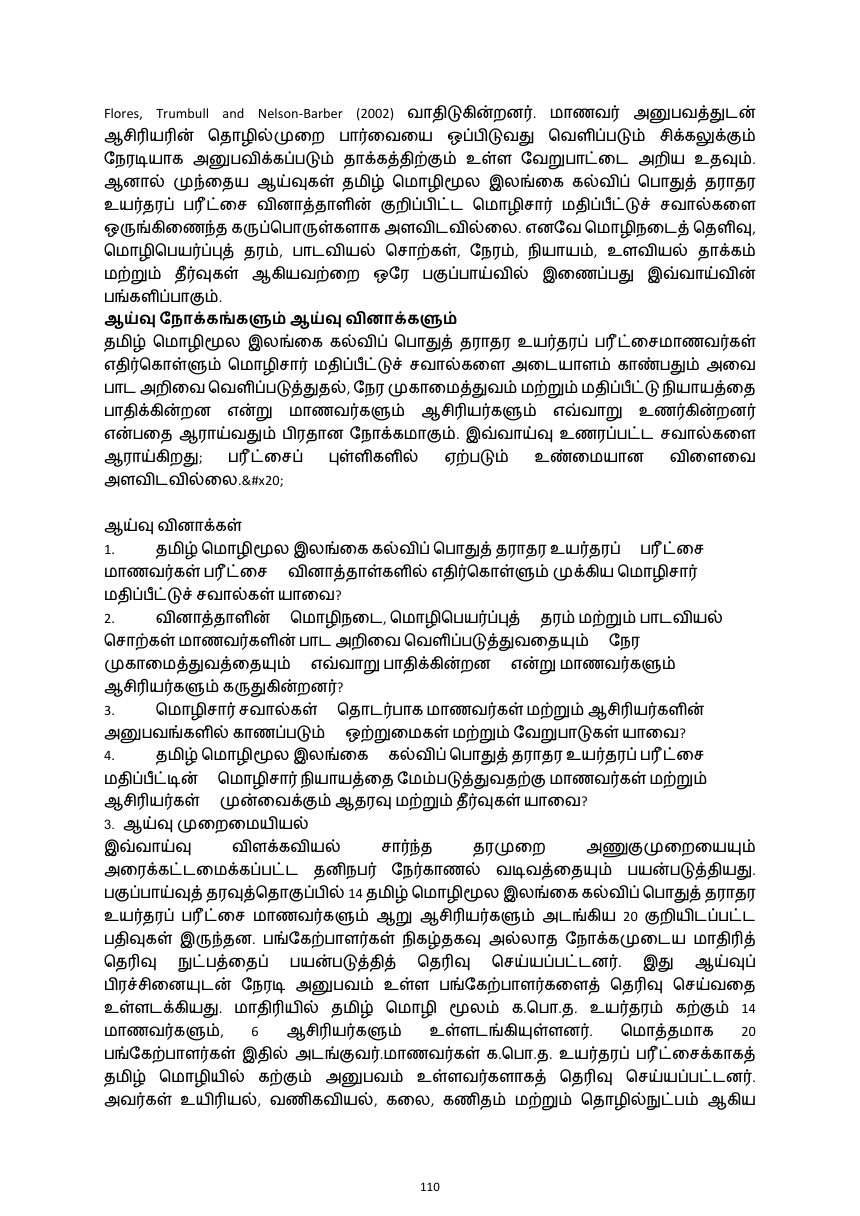 Flores, Trumbull and Nelson-Barber (2002) வாதிடுகின்றனர். மாணவர் அனுபவத்துடன்
ஆசிரியரின் தொழில்முறை பார்வையை ஒப்பிடுவது வெளிப்படும் சிக்கலுக்கும்
நேரடியாக அனுபவிக்கப்படும் தாக்கத்திற்கும் உள்ள வேறுபாட்டை அறிய உதவும்.
ஆனால் முந்தைய ஆய்வுகள் தமிழ் மொழிமூல இலங்கை கல்விப் பொதுத் தராதர
உயர்தரப் பரீட்சை வினாத்தாளின் குறிப்பிட்ட மொழிசார் மதிப்பீட்டுச் சவால்களை
ஒருங்கிணைந்த கருப்பொருள்களாக அளவிடவில்லை. எனவே மொழிநடைத் தெளிவு,
மொழிபெயர்ப்புத் தரம், பாடவியல் சொற்கள், நேரம், நியாயம், உளவியல் தாக்கம்
மற்றும் தீர்வுகள் ஆகியவற்றை ஒரே பகுப்பாய்வில் இணைப்பது இவ்வாய்வின்
பங்களிப்பாகும்.
ஆய்வு நோக்கங்களும் ஆய்வு வினாக்களும்
தமிழ் மொழிமூல இலங்கை கல்விப் பொதுத் தராதர உயர்தரப் பரீட்சைமாணவர்கள்
எதிர்கொள்ளும் மொழிசார் மதிப்பீட்டுச் சவால்களை அடையாளம் காண்பதும் அவை
பாட அறிவை வெளிப்படுத்துதல், நேர முகாமைத்துவம் மற்றும் மதிப்பீட்டு நியாயத்தை
பாதிக்கின்றன என்று மாணவர்களும் ஆசிரியர்களும் எவ்வாறு உணர்கின்றனர்
என்பதை ஆராய்வதும் பிரதான நோக்கமாகும். இவ்வாய்வு உணரப்பட்ட சவால்களை
ஆராய்கிறது; பரீட்சைப் புள்ளிகளில் ஏற்படும் உண்மையான விளைவை
அளவிடவில்லை.&#x20;
ஆய்வு வினாக்கள்
1. தமிழ் மொழிமூல இலங்கை கல்விப் பொதுத் தராதர உயர்தரப் பரீட்சை
மாணவர்கள் பரீட்சை வினாத்தாள்களில் எதிர்கொள்ளும் முக்கிய மொழிசார்
மதிப்பீட்டுச் சவால்கள் யாவை?
2. வினாத்தாளின் மொழிநடை, மொழிபெயர்ப்புத் தரம் மற்றும் பாடவியல்
சொற்கள் மாணவர்களின் பாட அறிவை வெளிப்படுத்துவதையும் நேர
முகாமைத்துவத்தையும் எவ்வாறு பாதிக்கின்றன என்று மாணவர்களும்
ஆசிரியர்களும் கருதுகின்றனர்?
3. மொழிசார் சவால்கள் தொடர்பாக மாணவர்கள் மற்றும் ஆசிரியர்களின்
அனுபவங்களில் காணப்படும் ஒற்றுமைகள் மற்றும் வேறுபாடுகள் யாவை?
4. தமிழ் மொழிமூல இலங்கை கல்விப் பொதுத் தராதர உயர்தரப் பரீட்சை
மதிப்பீட்டின் மொழிசார் நியாயத்தை மேம்படுத்துவதற்கு மாணவர்கள் மற்றும்
ஆசிரியர்கள் முன்வைக்கும் ஆதரவு மற்றும் தீர்வுகள் யாவை?
3. ஆய்வு முறைமையியல்
இவ்வாய்வு விளக்கவியல் சார்ந்த தரமுறை அணுகுமுறையையும்
அரைக்கட்டமைக்கப்பட்ட தனிநபர் நேர்காணல் வடிவத்தையும் பயன்படுத்தியது.
பகுப்பாய்வுத் தரவுத்தொகுப்பில் 14 தமிழ் மொழிமூல இலங்கை கல்விப் பொதுத் தராதர
உயர்தரப் பரீட்சை மாணவர்களும் ஆறு ஆசிரியர்களும் அடங்கிய 20 குறியிடப்பட்ட
பதிவுகள் இருந்தன. பங்கேற்பாளர்கள் நிகழ்தகவு அல்லாத நோக்கமுடைய மாதிரித்
தெரிவு நுட்பத்தைப் பயன்படுத்தித் தெரிவு செய்யப்பட்டனர். இது ஆய்வுப்
பிரச்சினையுடன் நேரடி அனுபவம் உள்ள பங்கேற்பாளர்களைத் தெரிவு செய்வதை
உள்ளடக்கியது. மாதிரியில் தமிழ் மொழி மூலம் க.பொ.த. உயர்தரம் கற்கும் 14
மாணவர்களும், 6 ஆசிரியர்களும் உள்ளடங்கியுள்ளனர். மொத்தமாக 20
பங்கேற்பாளர்கள் இதில் அடங்குவர்.மாணவர்கள் க.பொ.த. உயர்தரப் பரீட்சைக்காகத்
தமிழ் மொழியில் கற்கும் அனுபவம் உள்ளவர்களாகத் தெரிவு செய்யப்பட்டனர்.
அவர்கள் உயிரியல், வணிகவியல், கலை, கணிதம் மற்றும் தொழில்நுட்பம் ஆகிய
110